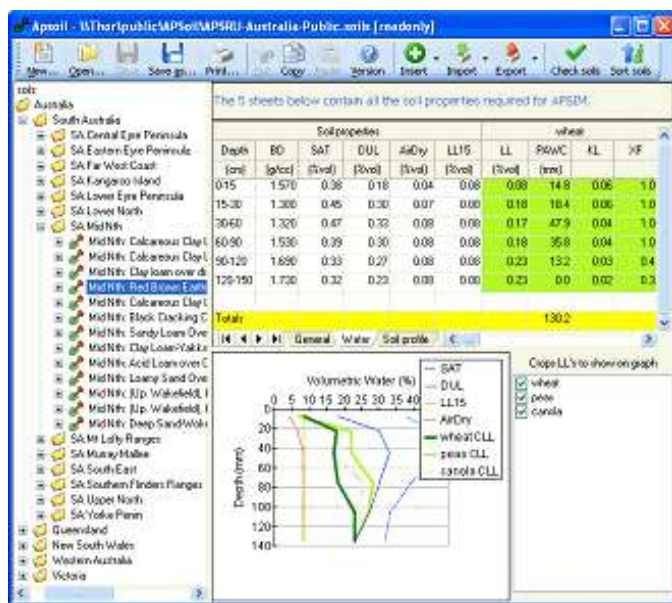 Apsoil - \\Thor\public\APSoil\APSRU-Australia-Public.soils (readonly)
New... Open... Save Save as... Print... Cut Copy Paste Version Insert Import Export Check soils Sort soils
soils
Australia
South Australia
SA:Central Eyre Peninsula
SA:Eastern Eyre Peninsula
SA:Far West Coast
SA:Kangaroo Island
SA:Lower Eyre Peninsula
SA:Lower North
SA:Mid Nth
Mid Nth: Calcareous Clay L
Mid Nth: Calcareous Clay
Mid Nth: Clay loam over di
Mid Nth: Red Brown Earth
Mid Nth: Calcareous Clay L
Mid Nth: Black Cracking C
Mid Nth: Sandy Loam Over
Mid Nth: Clay Loam-Yakka
Mid Nth: Acid Loam over C
Mid Nth: Loamy Sand Over
Mid Nth: (Up. Wakefield),
Mid Nth: (Up. Wakefield),
Mid Nth: (Up. Wakefield),
Mid Nth: Deep Sand-Wak
SA:Mt Lofty Ranges
SA:Murray Mallee
SA:South East
SA:Southern Flinders Ranges
SA:Upper North
SA:Yorke Penin
Queensland
New South Wales
Western Australia
Victoria
The 5 sheets below contain all the soil properties required for APSIM.
Soil properties wheat
Depth BD SAT DUL AirDry LL15 LL PAWC KL XF
(cm) (g/cc) (%vol) (%vol) (%vol) (%vol) (%vol) (mm)
0-15 1.570 0.38 0.18 0.04 0.08 0.08 14.8 0.06 1.0
15-30 1.300 0.45 0.30 0.07 0.18 18.4 0.06 1.0
30-60 1.320 0.47 0.33 0.08 0.08 0.17 47.9 0.04 1.0
60-90 1.530 0.39 0.30 0.08 0.08 0.18 35.8 0.04 1.0
90-120 1.690 0.33 0.27 0.08 0.08 0.23 13.2 0.03 0.4
120-150 1.730 0.32 0.23 0.08 0.23 0.0 0.02 0.3
Totals 130.2
General Water Soil profile
Volumetric Water (%)
0 5 10 15 20 25 30 35 40
Depth (mm)
0
20
40
60
80
100
120
140
SAT
DUL
LL15
AirDry
wheat CLL
peas CLL
canola CLL
Crops LL's to show on graph
wheat
peas
canola